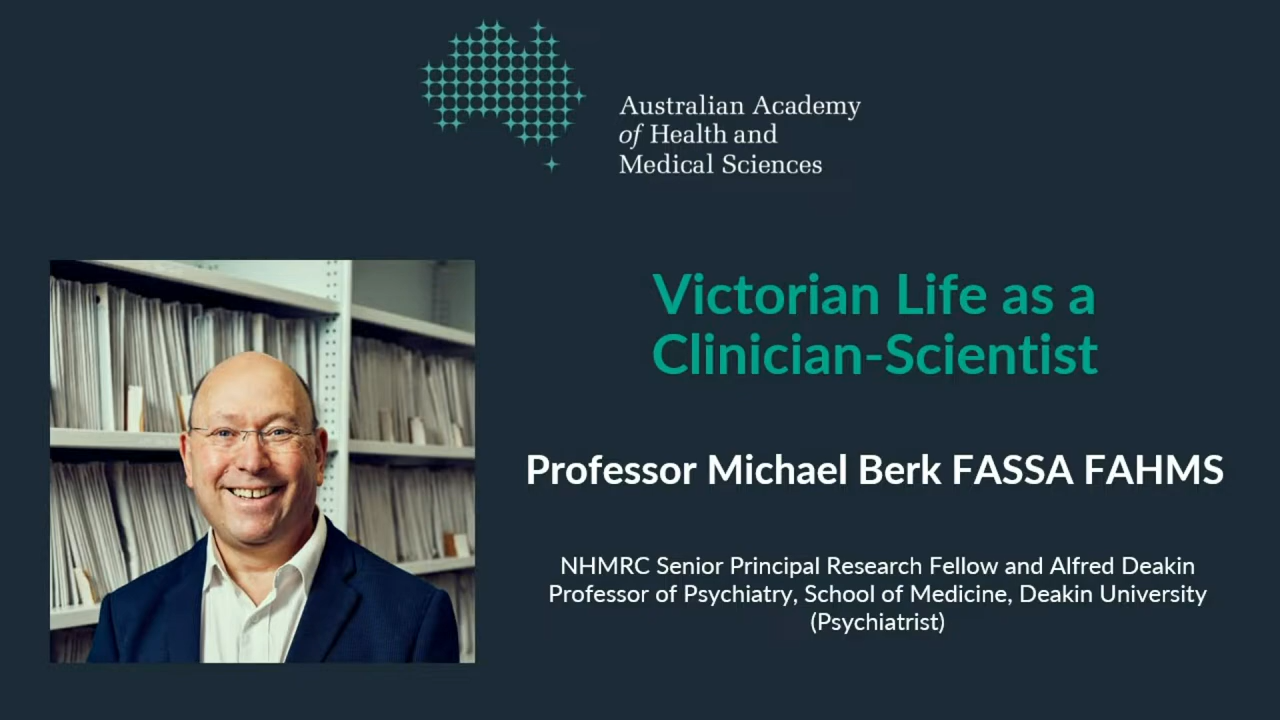 Australian Academy
of Health and
Medical Sciences
Victorian Life as a
Clinician-Scientist
Professor Michael Berk FASSA FAHMS
NHMRC Senior Principal Research Fellow and Alfred Deakin
Professor of Psychiatry, School of Medicine, Deakin University
(Psychiatrist)